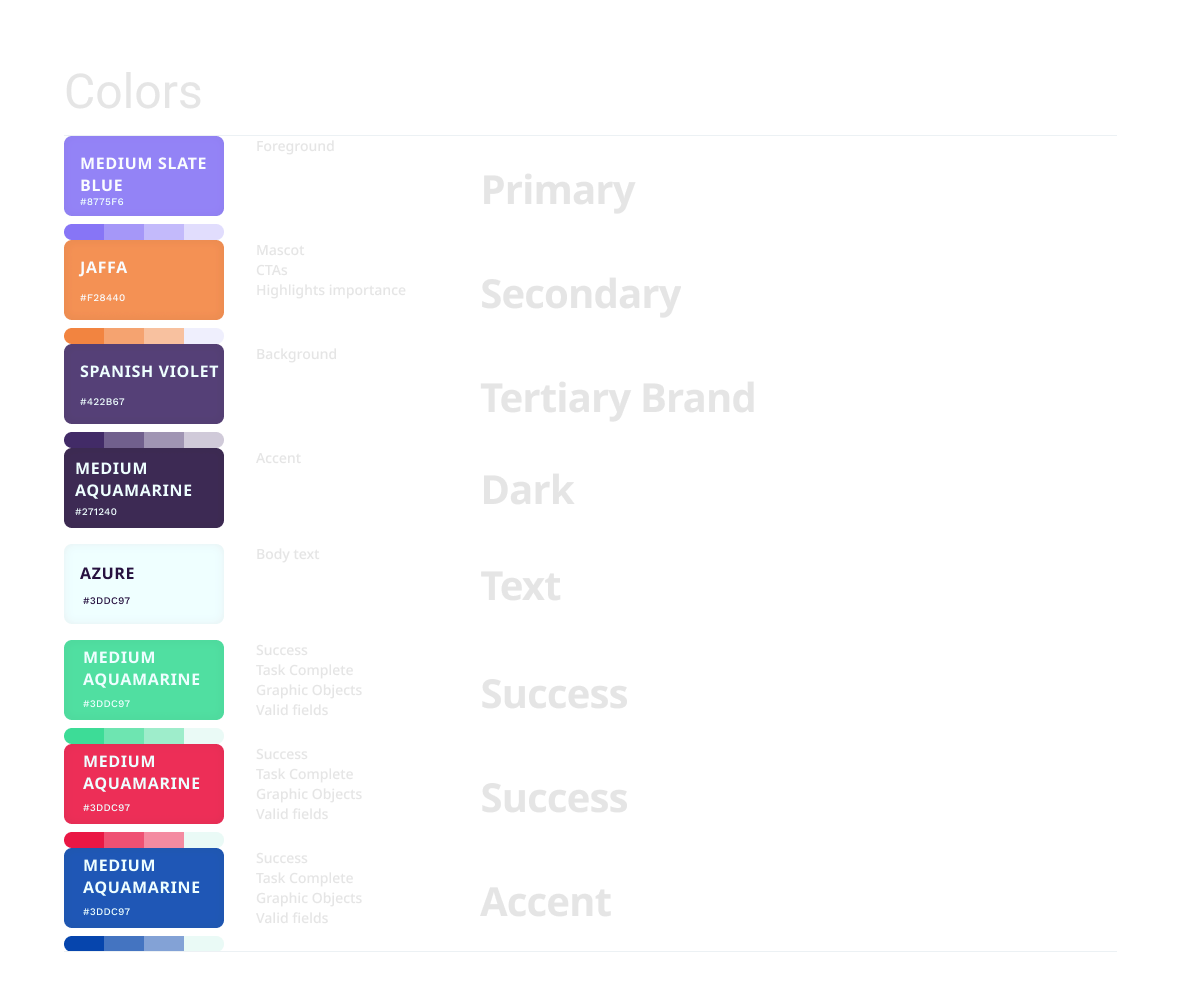 Colors
MEDIUM SLATE
BLUE
#8775F6
Foreground
Primary
JAFFA
#F28440
Mascot
CTAs
Highlights importance
Secondary
SPANISH VIOLET
#422B67
Background
Tertiary Brand
MEDIUM
AQUAMARINE
#271240
Accent
Dark
AZURE
#3DDC97
Body text
Text
MEDIUM
AQUAMARINE
#3DDC97
Success
Task Complete
Graphic Objects
Valid fields
Success
MEDIUM
AQUAMARINE
#3DDC97
Success
Task Complete
Graphic Objects
Valid fields
Success
MEDIUM
AQUAMARINE
#3DDC97
Success
Task Complete
Graphic Objects
Valid fields
Accent